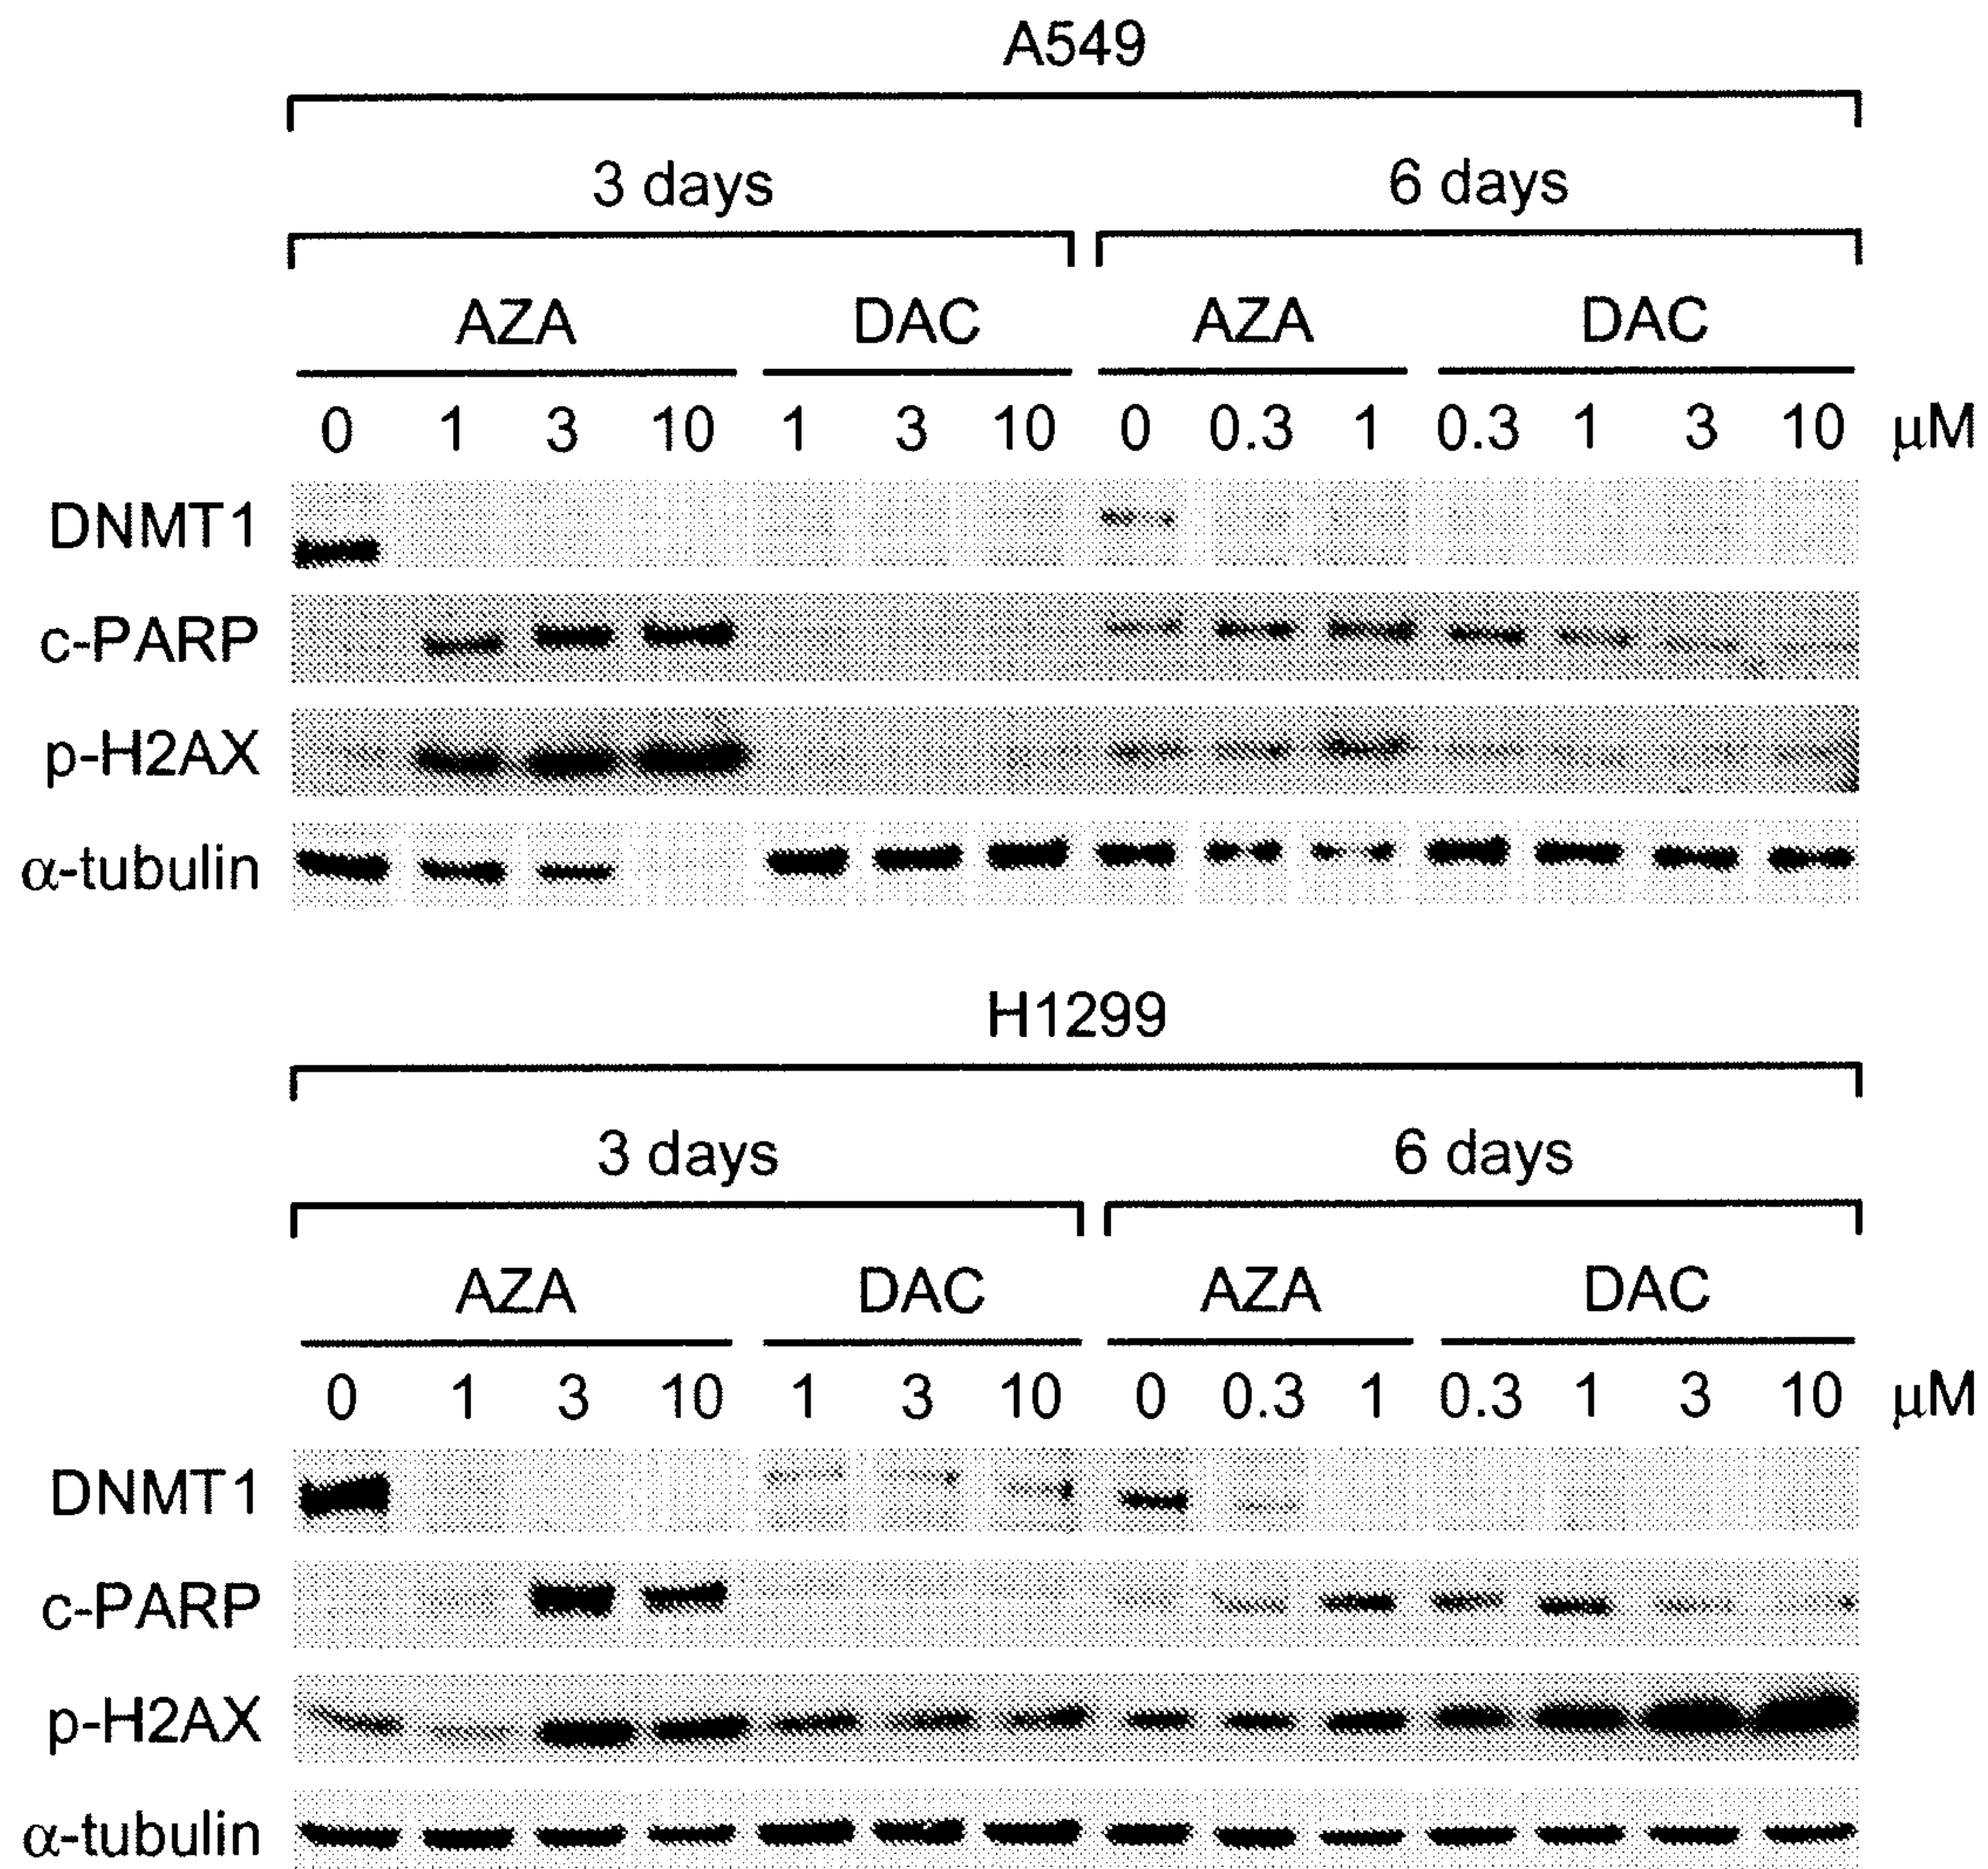 A549
3 days 6 days
AZA DAC AZA DAC
0 1 3 10 1 3 10 0 0.3 1 0.3 1 3 10 μM
DNMT1
c-PARP
p-H2AX
α-tubulin
H1299
3 days 6 days
AZA DAC AZA DAC
0 1 3 10 1 3 10 0 0.3 1 0.3 1 3 10 μM
DNMT1
c-PARP
p-H2AX
α-tubulin